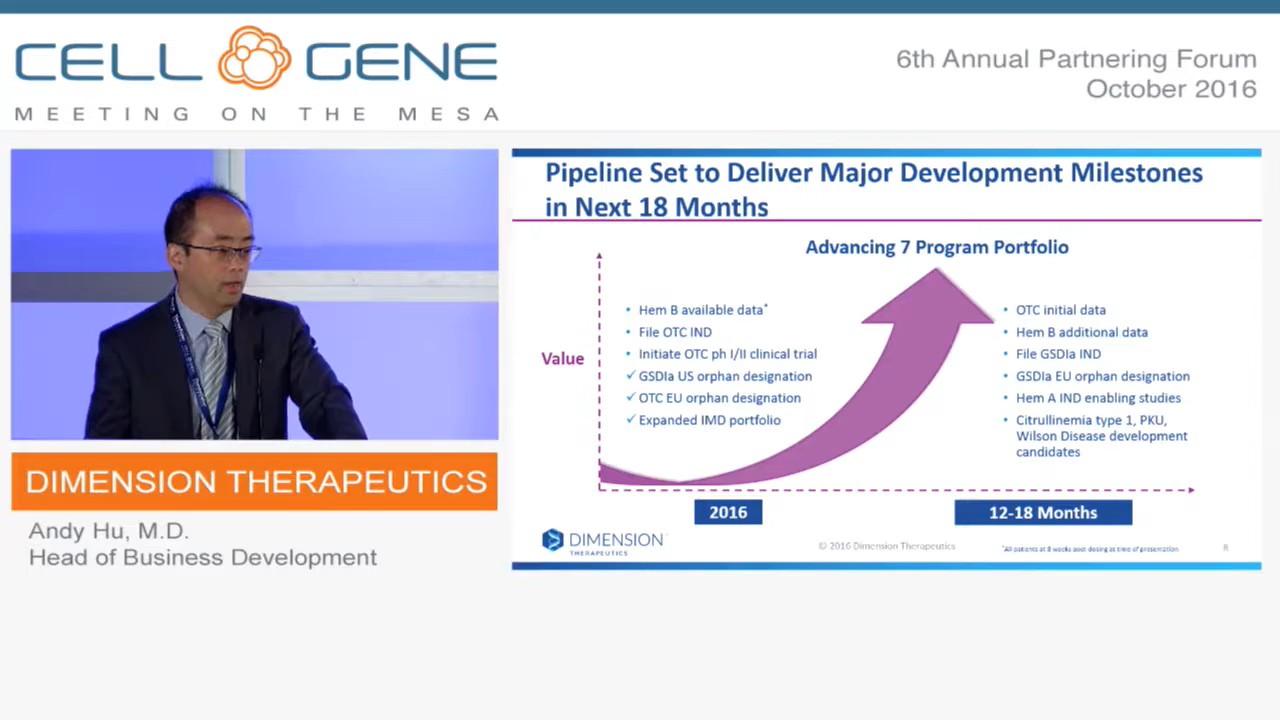 CELL GENE
MEETING ON THE MESA
6th Annual Partnering Forum
October 2016
DIMENSION THERAPEUTICS
Andy Hu, M.D.
Head of Business Development
Pipeline Set to Deliver Major Development Milestones
in Next 18 Months
Advancing 7 Program Portfolio
Value
• Hem B available data*
• File OTC IND
• Initiate OTC ph I/II clinical trial
✓ GSDIa US orphan designation
✓ OTC EU orphan designation
✓ Expanded IMD portfolio
• OTC initial data
• Hem B additional data
• File GSDIa IND
• GSDIa EU orphan designation
• Hem A IND enabling studies
• Citrullinemia type 1, PKU,
Wilson Disease development
candidates
2016
12-18 Months
DIMENSION
THERAPEUTICS
© 2016 Dimension Therapeutics
*All patients at 8 weeks post dosing at time of presentation
8